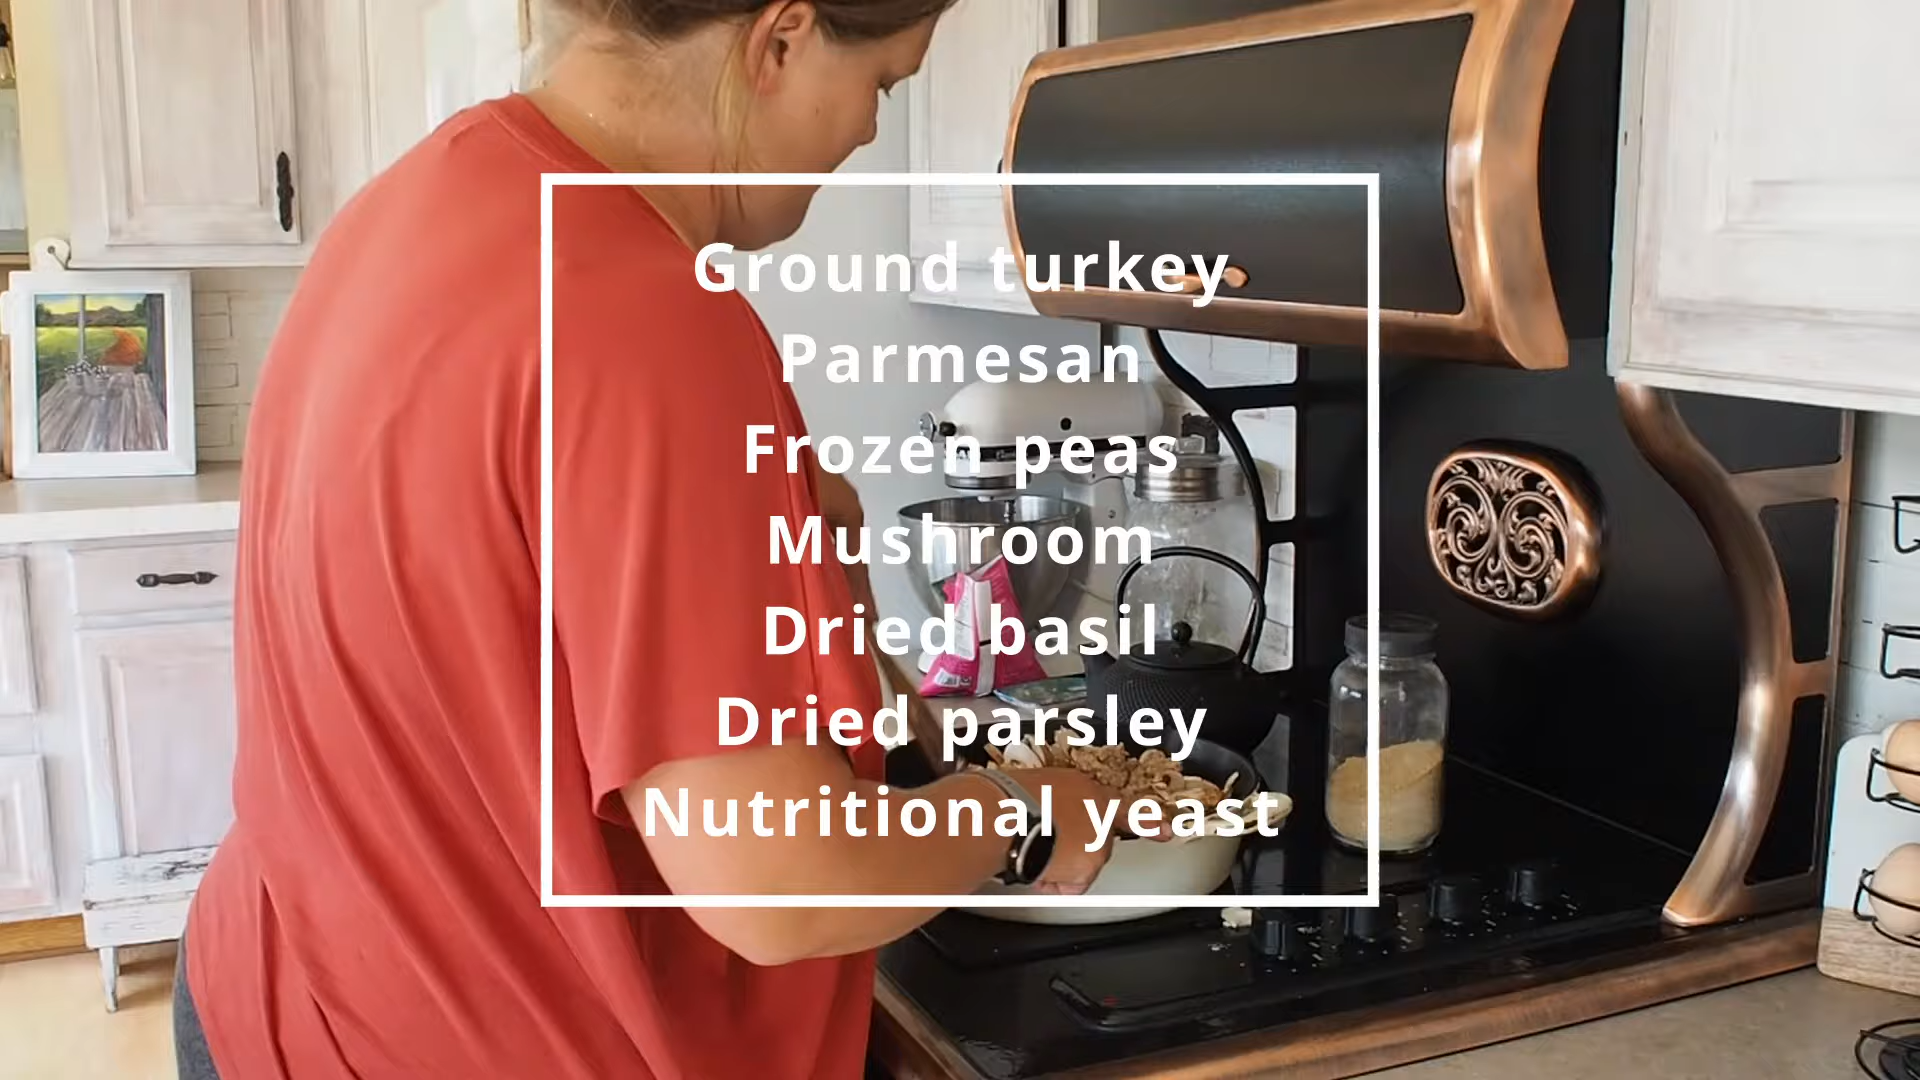 Ground turkey
Parmesan
Frozen peas
Mushroom
Dried basil
Dried parsley
Nutritional yeast